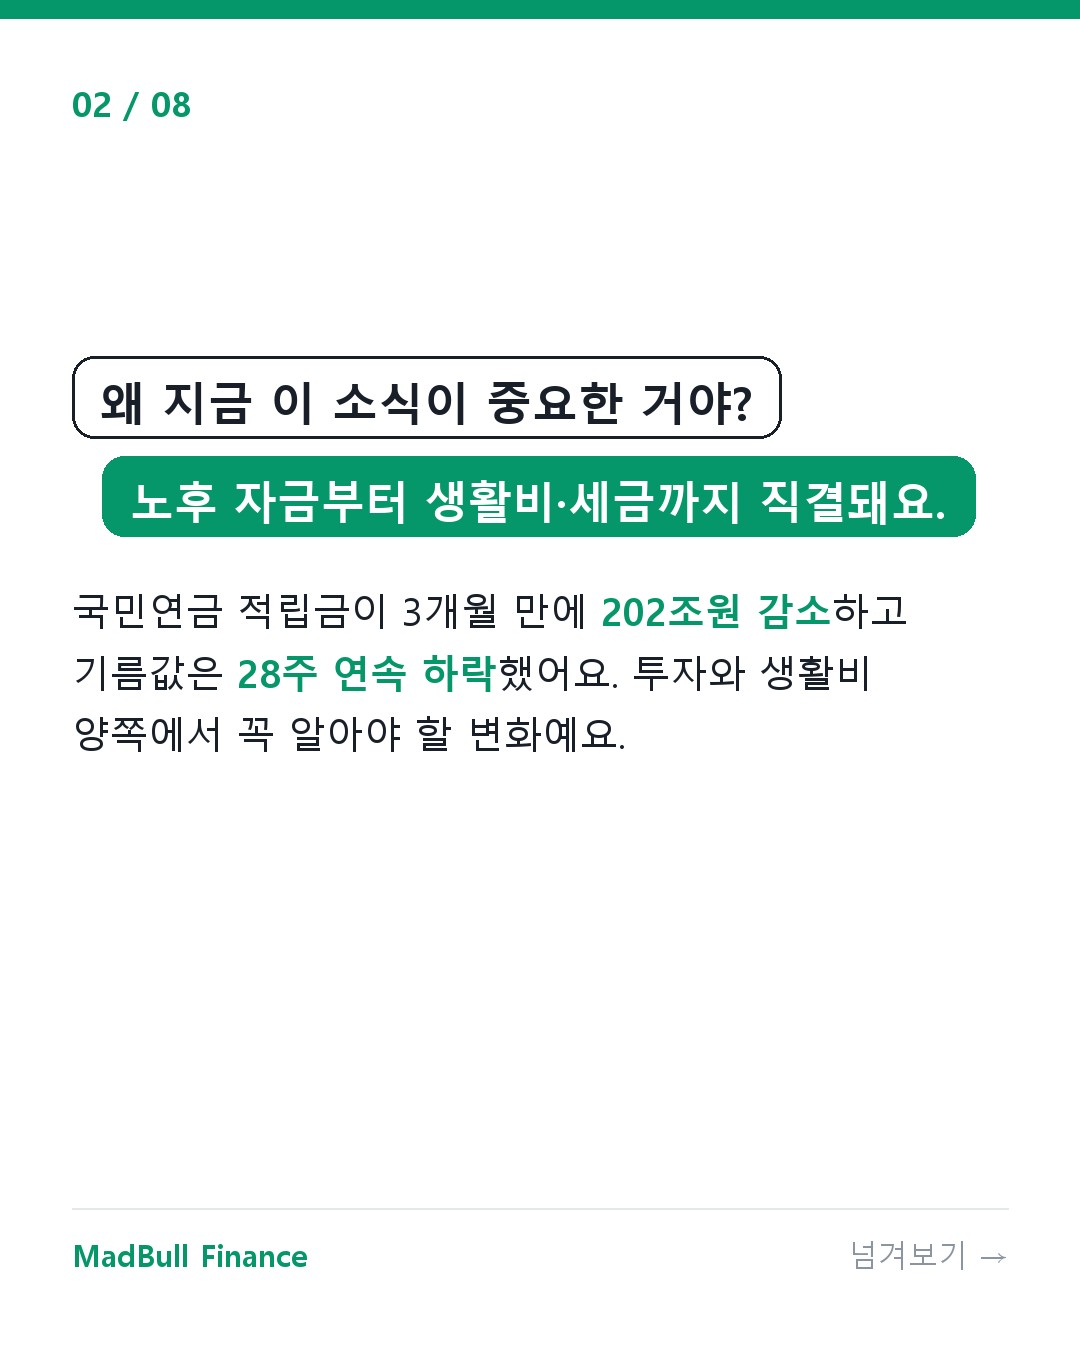 02 / 08
왜 지금 이 소식이 중요한 거야?
노후 자금부터 생활비·세금까지 직결돼요.
국민연금 적립금이 3개월 만에 202조원 감소하고
기름값은 28주 연속 하락했어요. 투자와 생활비
양쪽에서 꼭 알아야 할 변화예요.
MadBull Finance
넘겨보기 →